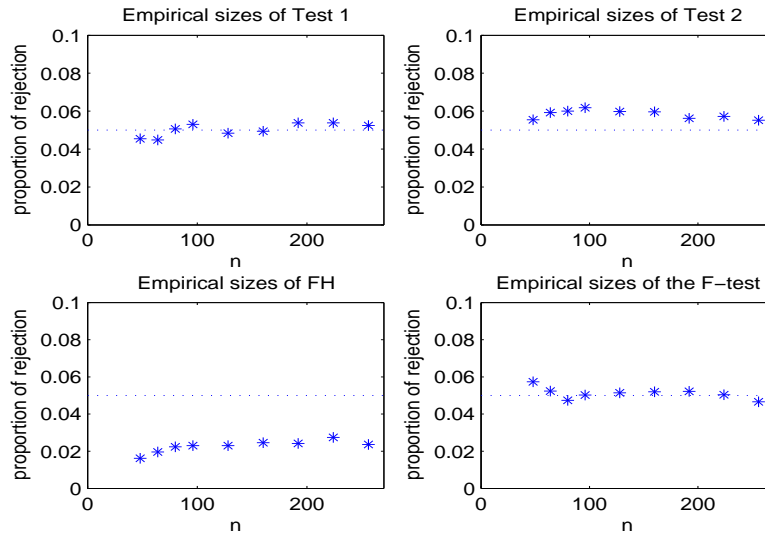 Empirical sizes of Test 1
0.1
0.08
0.06
0.04
0.02
0
0 100 200
n
proportion of rejection
Empirical sizes of Test 2
0.1
0.08
0.06
0.04
0.02
0
0 100 200
n
proportion of rejection
Empirical sizes of FH
0.1
0.08
0.06
0.04
0.02
0
0 100 200
n
proportion of rejection
Empirical sizes of the F−test
0.1
0.08
0.06
0.04
0.02
0
0 100 200
n
proportion of rejection